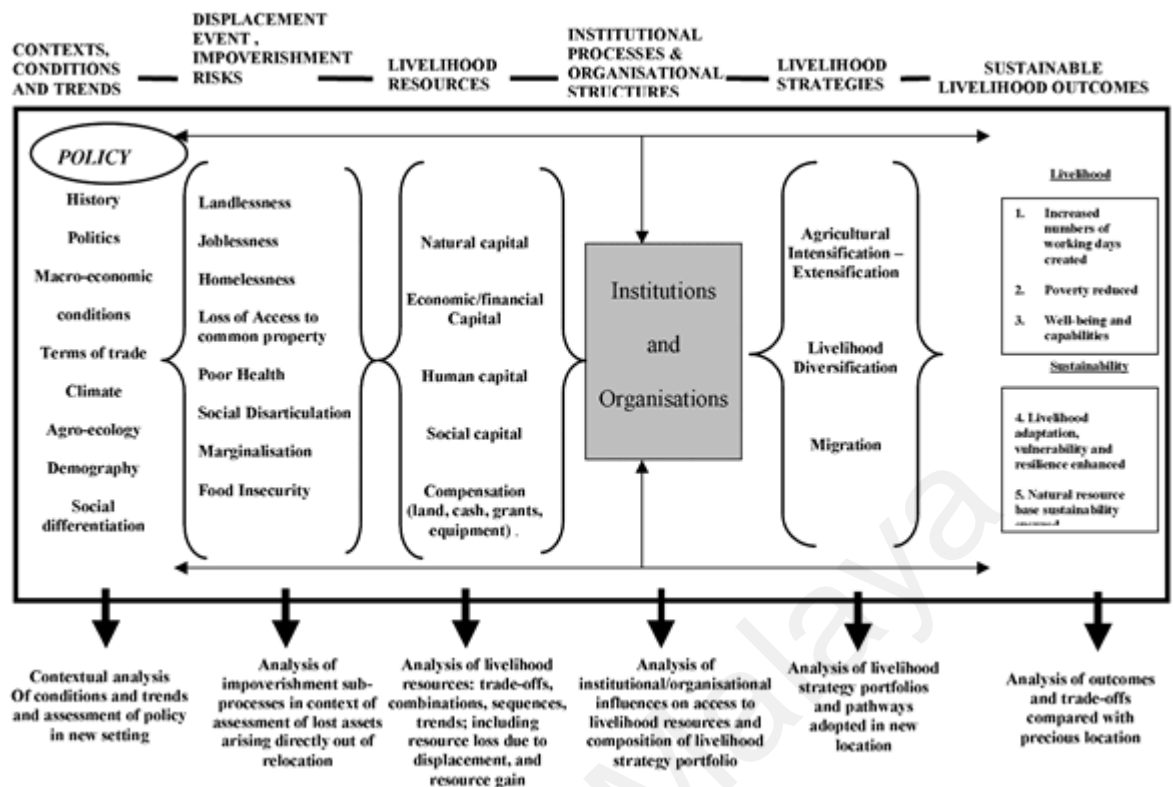 CONTEXTS,
CONDITIONS
AND TRENDS
DISPLACEMENT
EVENT ,
IMPOVERISHMENT
RISKS
LIVELIHOOD
RESOURCES
INSTITUTIONAL
PROCESSES &
ORGANISATIONAL
STRUCTURES
LIVELIHOOD
STRATEGIES
SUSTAINABLE
LIVELIHOOD OUTCOMES
POLICY
History
Politics
Macro-economic
conditions
Terms of trade
Climate
Agro-ecology
Demography
Social
differentiation
Landlessness
Joblessness
Homelessness
Loss of Access to
common property
Poor Health
Social Disarticulation
Marginalisation
Food Insecurity
Natural capital
Economic/financial
Capital
Human capital
Social capital
Compensation
(land, cash, grants,
equipment) .
Institutions
and
Organisations
Agricultural
Intensification –
Extensification
Livelihood
Diversification
Migration
Livelihood
1. Increased
numbers of
working days
created
2. Poverty reduced
3. Well-being and
capabilities
Sustainability
4. Livelihood
adaptation,
vulnerability and
resilience enhanced
5. Natural resource
base sustainability
Contextual analysis
Of conditions and trends
and assessment of policy
in new setting
Analysis of
impoverishment sub-
processes in context of
assessment of lost assets
arising directly out of
relocation
Analysis of livelihood
resources: trade-offs,
combinations, sequences,
trends; including
resource loss due to
displacement, and
resource gain
Analysis of
institutional/organisational
influences on access to
livelihood resources and
composition of livelihood
strategy portfolio
Analysis of livelihood
strategy portfolios
and pathways
adopted in new
location
Analysis of outcomes
and trade-offs
compared with
precious location
Malaya